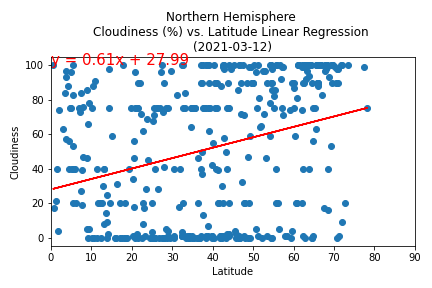 Northern Hemisphere
Cloudiness (%) vs. Latitude Linear Regression
(2021-03-12)
y = 0.61x + 27.99
100
80
60
40
20
0
Cloudiness
0 10 20 30 40 50 60 70 80 90
Latitude